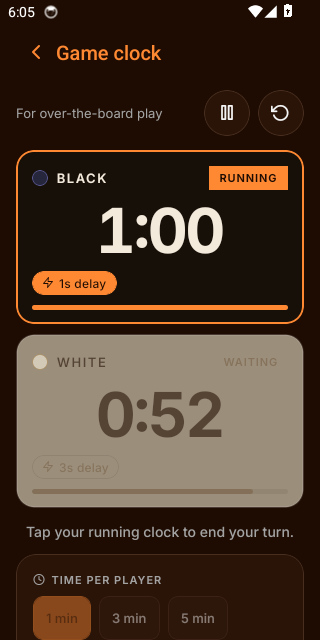 6:05
Game clock
For over-the-board play
BLACK
RUNNING
1:00
1s delay
WHITE
WAITING
0:52
3s delay
Tap your running clock to end your turn.
TIME PER PLAYER
1 min
3 min
5 min